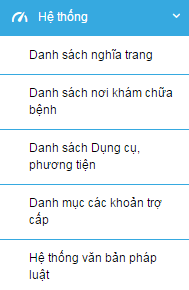 Hệ thống
Danh sách nghĩa trang
Danh sách nơi khám chữa
bệnh
Danh sách Dụng cụ,
phương tiện
Danh mục các khoản trợ
cấp
Hệ thống văn bản pháp
luật